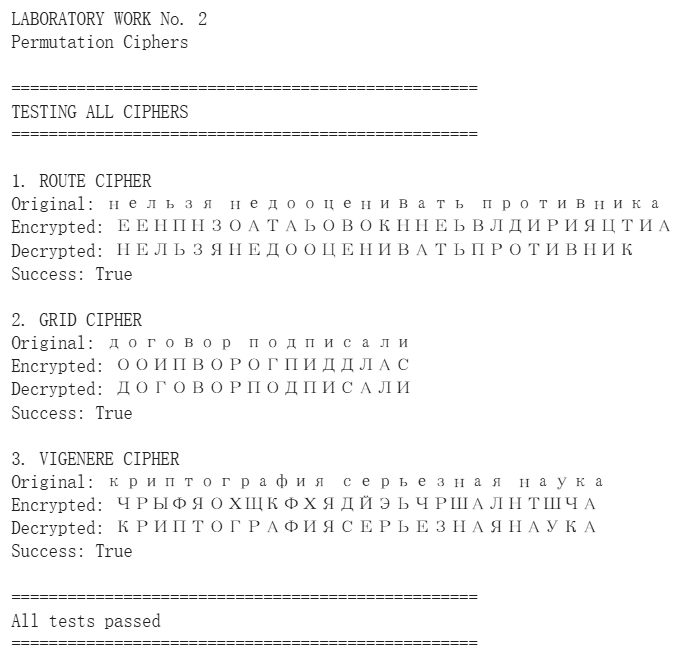 LABORATORY WORK No. 2
Permutation Ciphers
==================================================
TESTING ALL CIPHERS
==================================================
1. ROUTE CIPHER
Original: нельзя недооценивать противника
Encrypted: ЕЕНПНЗОАТАЬОВОКННЕЬВЛДИРИЯЦТИА
Decrypted: НЕЛЬЗЯНЕДООЦЕНИВАТЬПРОТИВНИК
Success: True
2. GRID CIPHER
Original: договор подписали
Encrypted: ООИПВОРОГПИДДЛАС
Decrypted: ДОГОВОРПОДПИСАЛИ
Success: True
3. VIGENERE CIPHER
Original: криптография серьезная наука
Encrypted: ЧРЫФЯОХЩКФХЯДЙЭЬЧРШАЛНТШЧА
Decrypted: КРИПТОГРАФИЯСЕРЬЕЗНАЯНАУКА
Success: True
==================================================
All tests passed
==================================================